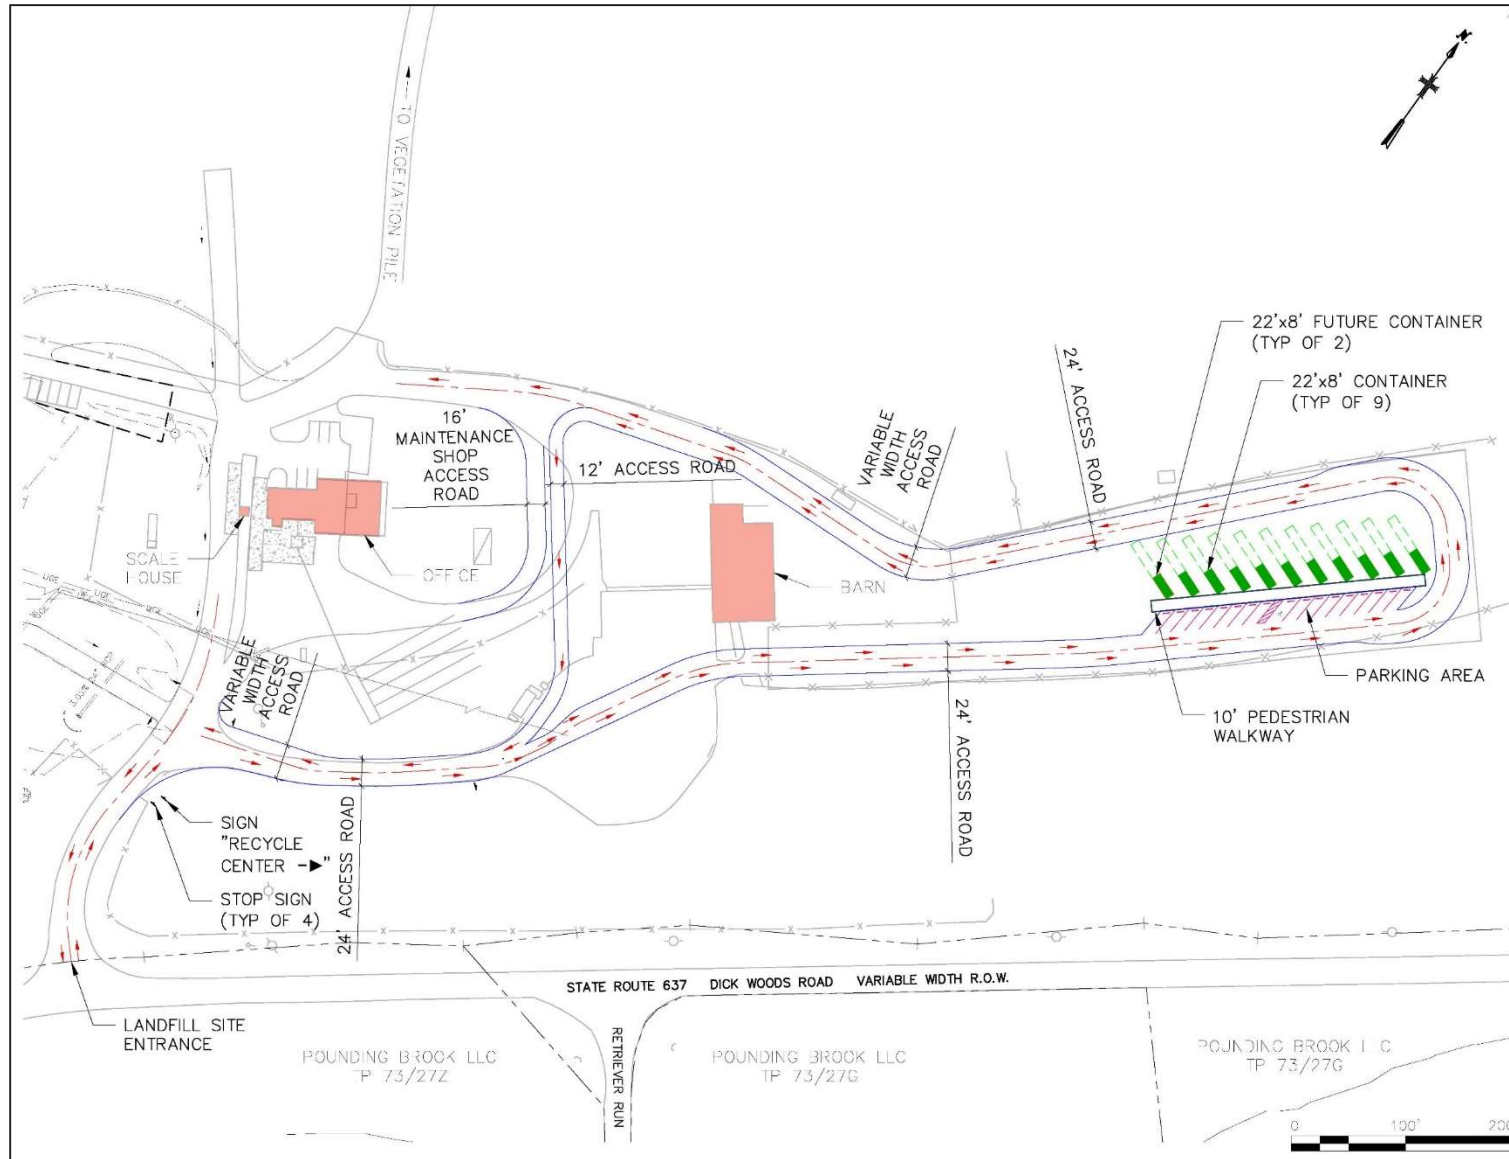 N.
TO VEGETATION PILE
22'x8' FUTURE CONTAINER
(TYP OF 2)
22'x8' CONTAINER
(TYP OF 9)
24' ACCESS ROAD
VARIABLE
WIDTH
ACCESS
ROAD
16'
MAINTENANCE
SHOP
ACCESS
ROAD
12' ACCESS ROAD
SCALE
HOUSE
OFFICE
BARN
UGE
UGE
VARIABLE
WIDTH
ACCESS
ROAD
PARKING AREA
10' PEDESTRIAN
WALKWAY
24' ACCESS ROAD
24' ACCESS ROAD
SIGN
"RECYCLE
CENTER →"
STOP SIGN
(TYP OF 4)
STATE ROUTE 637 DICK WOODS ROAD VARIABLE WIDTH R.O.W.
LANDFILL SITE
ENTRANCE
RETRIEVER RUN
POUNDING BROOK LLC
TP 73/27Z
POUNDING BROOK LLC
TP 73/27G
POUNDING BROOK LLC
TP 73/27G
0 100' 200